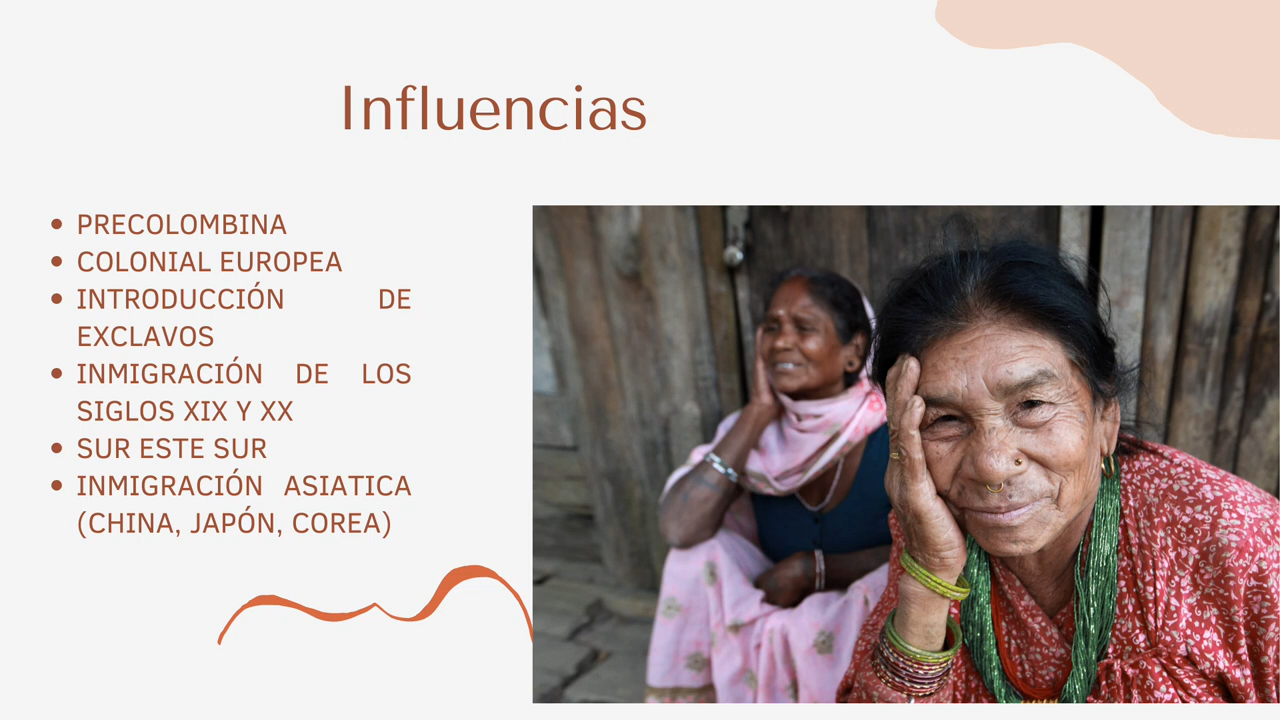 Influencias
PRECOLOMBINA
COLONIAL EUROPEA
INTRODUCCIÓN DE
EXCLAVOS
INMIGRACIÓN DE LOS
SIGLOS XIX Y XX
SUR ESTE SUR
INMIGRACIÓN ASIATICA
(CHINA, JAPÓN, COREA)